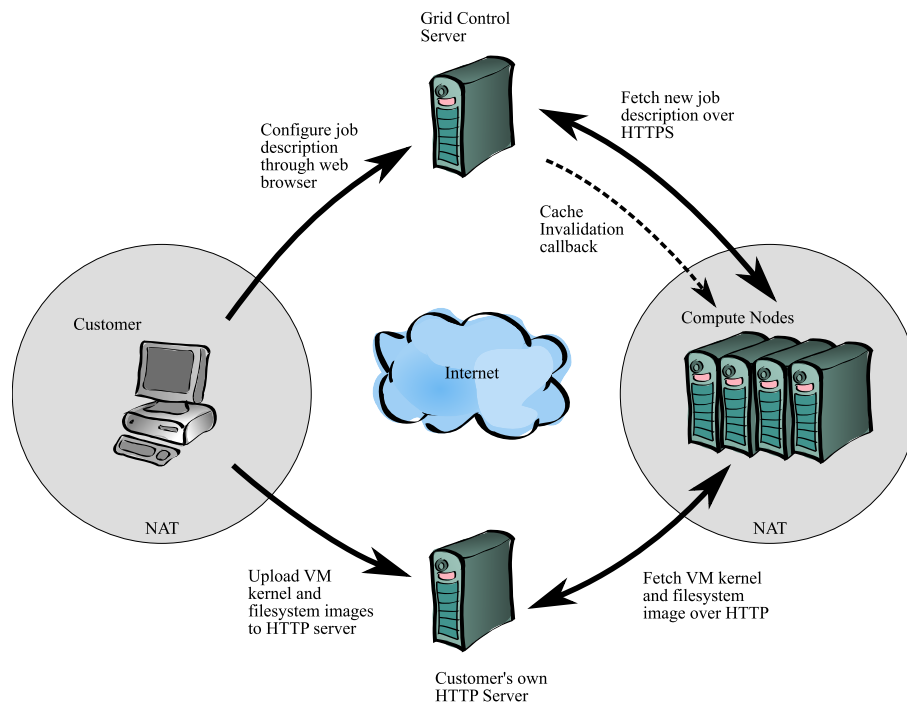 Grid Control
Server
Fetch new job
description over
HTTPS
Configure job
description
through web
browser
Cache
Invalidation
callback
Customer
Compute Nodes
Internet
NAT
NAT
Upload VM
kernel and
filesystem images
to HTTP server
Fetch VM kernel
and filesystem
image over HTTP
Customer's own
HTTP Server